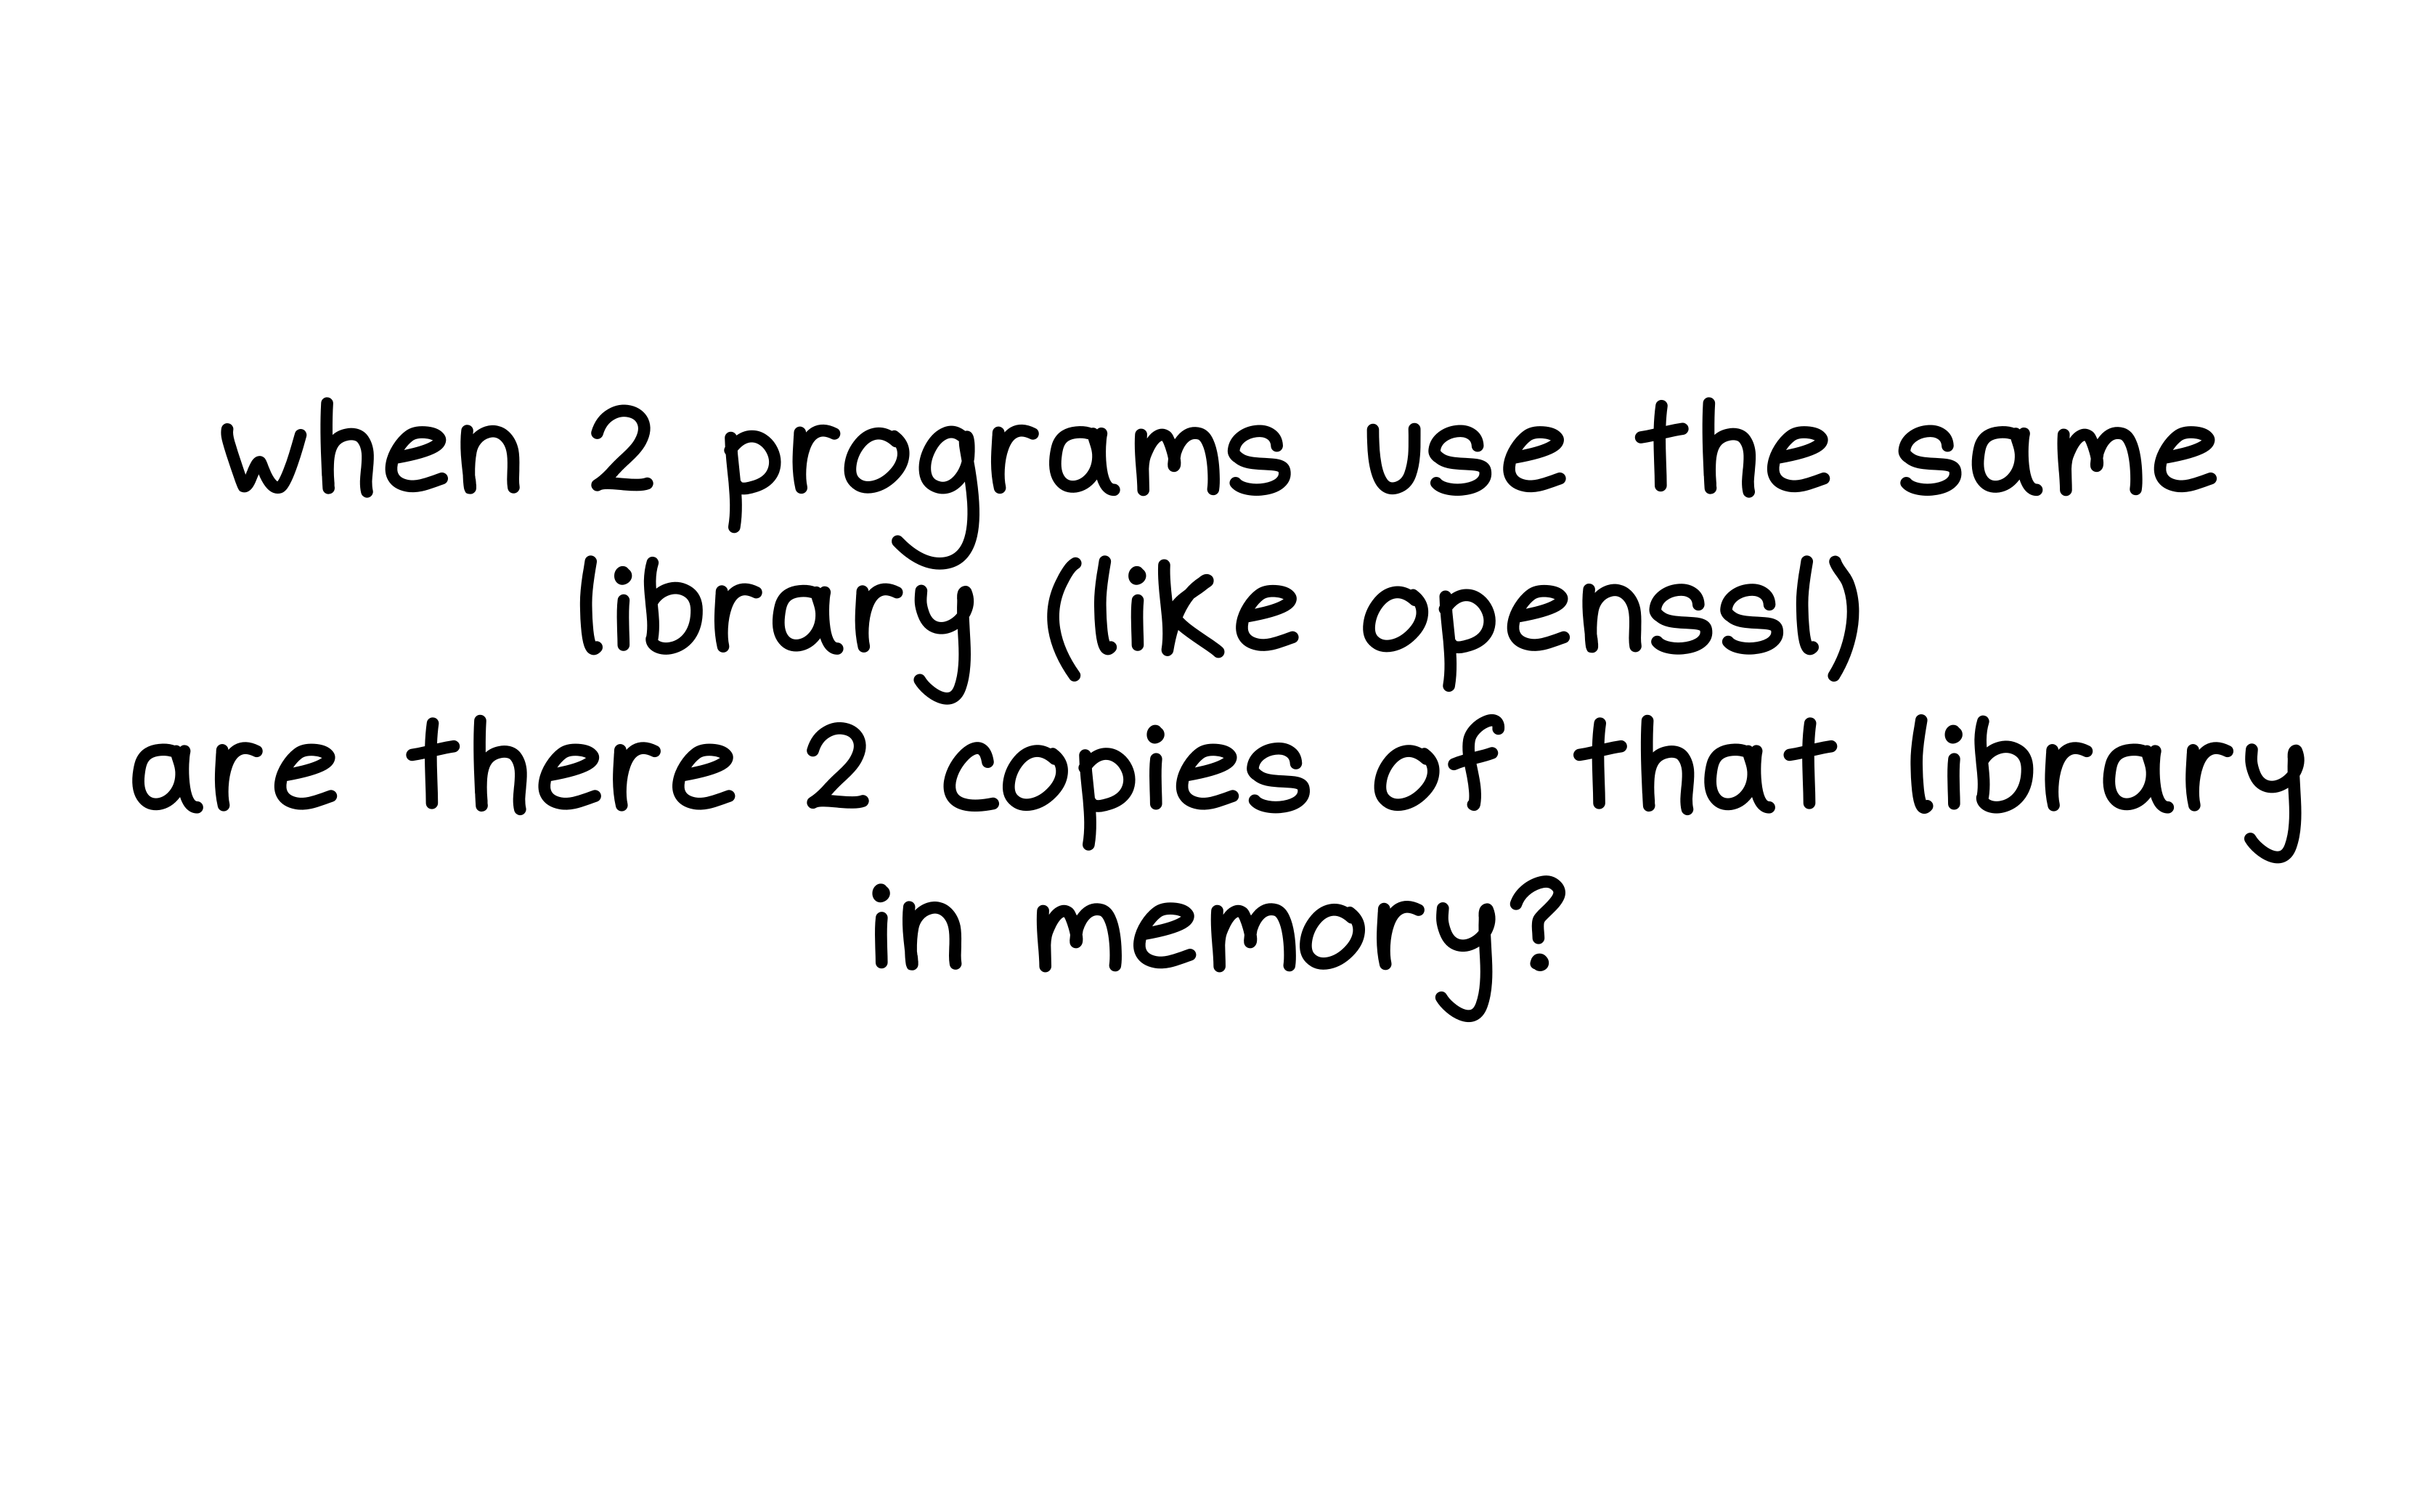 when 2 programs use the same
library (like openssl)
are there 2 copies of that library
in memory?